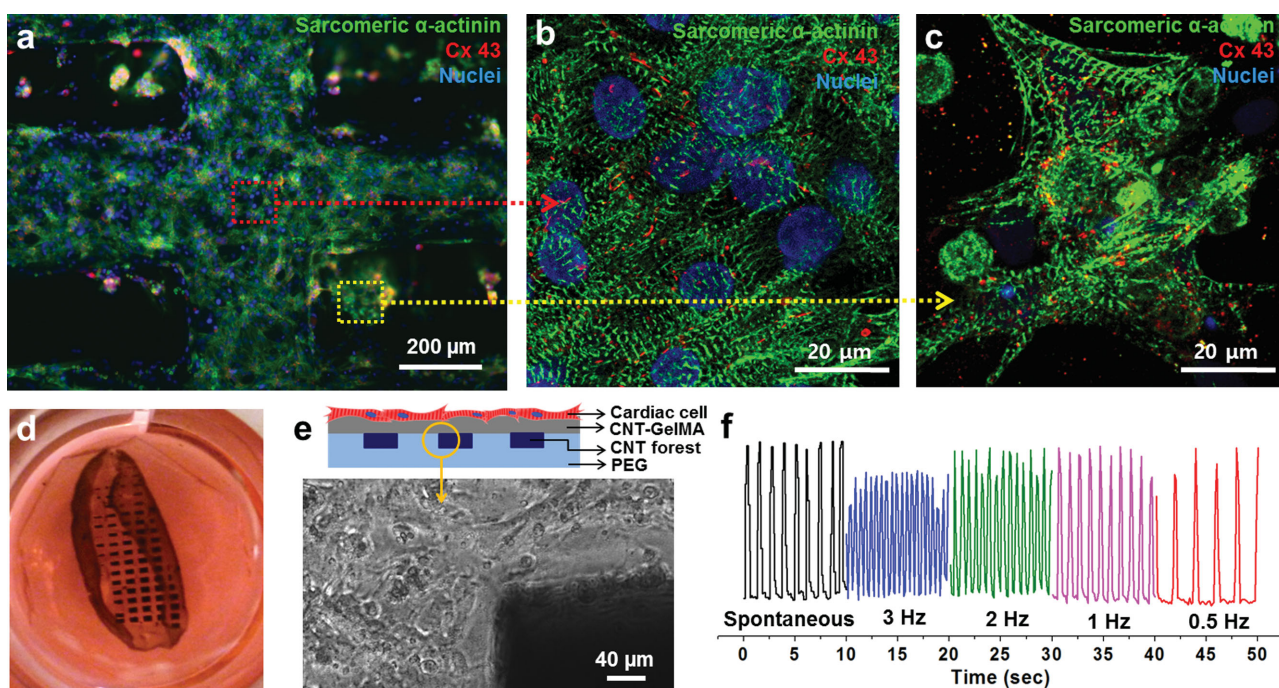 a
Sarcomeric α-actinin
Cx 43
Nuclei
200 µm
b
Sarcomeric α-actinin
Cx 43
Nuclei
20 µm
c
Sarcomeric α-actinin
Cx 43
Nuclei
20 µm
d
e
Cardiac cell
CNT-GelMA
CNT forest
PEG
40 µm
f
Spontaneous
3 Hz
2 Hz
1 Hz
0.5 Hz
0 5 10 15 20 25 30 35 40 45 50
Time (sec)